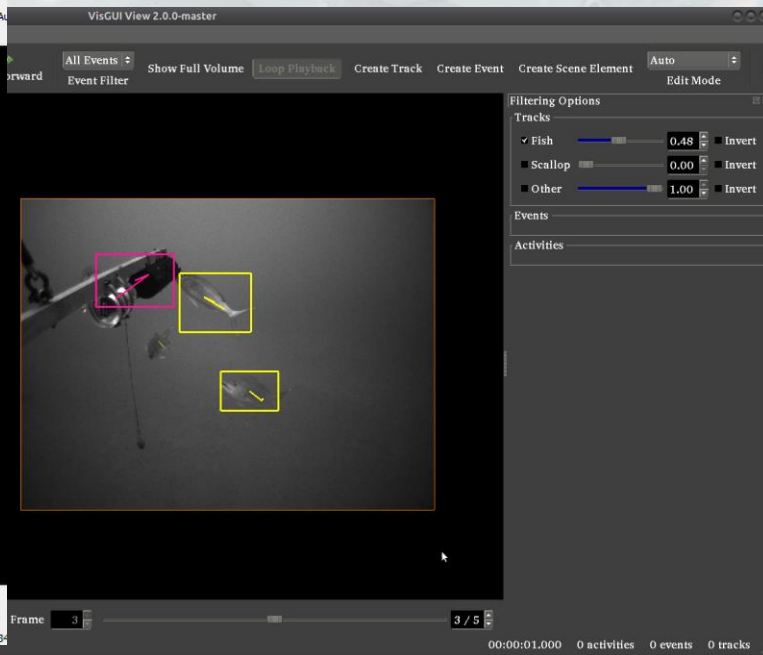 VisGUI View 2.0.0-master
orward
All Events
Event Filter
Show Full Volume
Loop Playback
Create Track
Create Event
Create Scene Element
Auto
Edit Mode
Filtering Options
Tracks
Fish 0.48 Invert
Scallop 0.00 Invert
Other 1.00 Invert
Events
Activities
Frame 3 3 / 5
00:00:01.000 0 activities 0 events 0 tracks